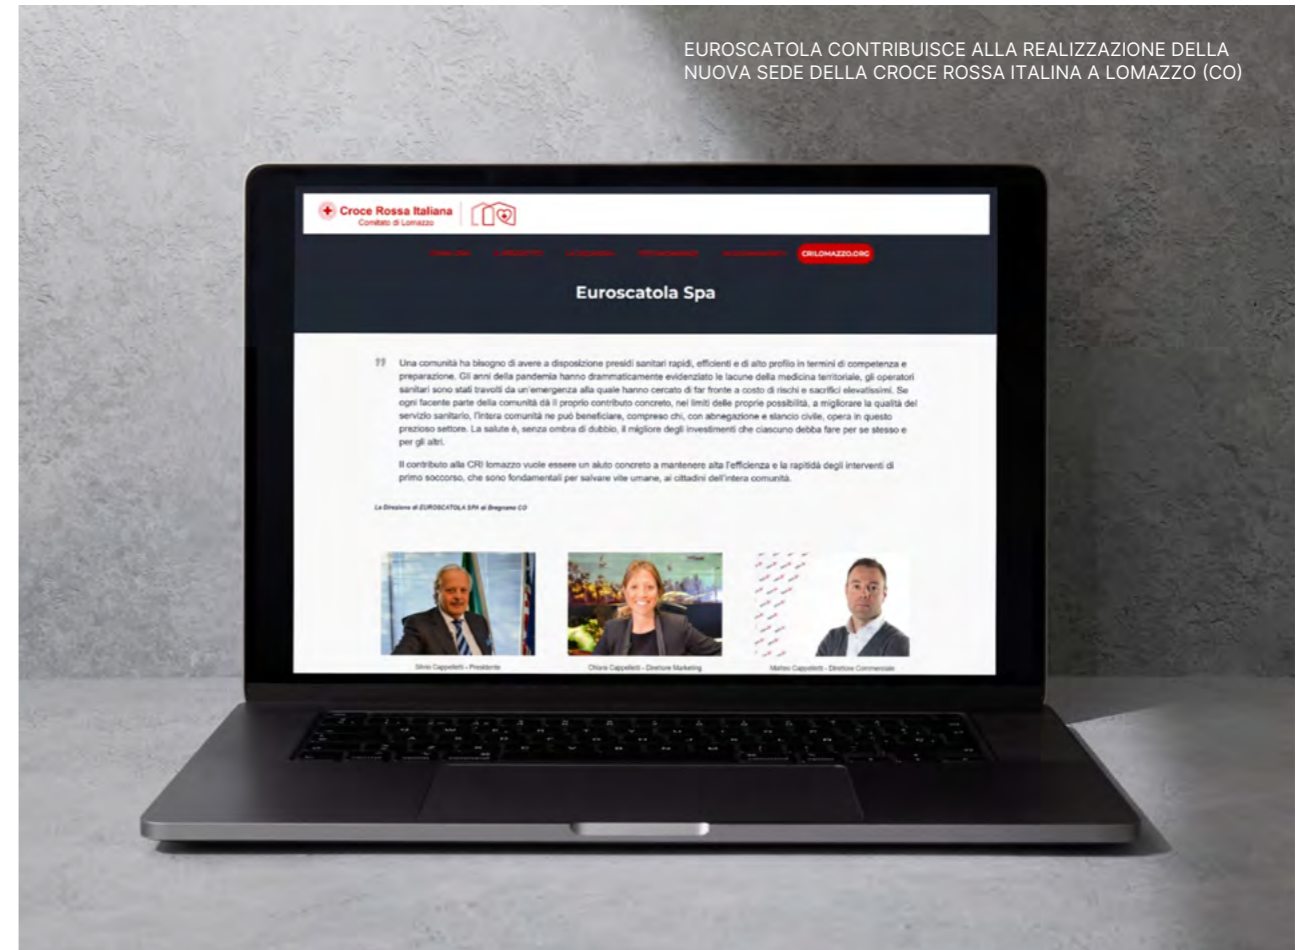 EUROSCATOLA CONTRIBUISCE ALLA REALIZZAZIONE DELLA
NUOVA SEDE DELLA CROCE ROSSA ITALINA A LOMAZZO (CO)
Croce Rossa Italiana
Comitato di Lomazzo
CRILOMAZZO.ORG
Euroscatola Spa
Una comunità ha bisogno di avere a disposizione presidi sanitari rapidi, efficienti e di alto profilo in termini di competenza e
preparazione. Gli anni della pandemia hanno drammaticamente evidenziato le lacune della medicina territoriale, gli operatori
sanitari sono stati travolti da un'emergenza alla quale hanno cercato di far fronte a costo di rischi e sacrifici elevatissimi. Se
ogni facente parte della comunità dà il proprio contributo concreto, nei limiti delle proprie possibilità, a migliorare la qualità del
servizio sanitario, l'intera comunità ne può beneficiare, compreso chi, con abnegazione e slancio civile, opera in questo
prezioso settore. La salute è, senza ombra di dubbio, il migliore degli investimenti che ciascuno debba fare per se stesso e
per gli altri.
Il contributo alla CRI lomazzo vuole essere un aiuto concreto a mantenere alta l'efficienza e la rapitidà degli interventi di
primo soccorso, che sono fondamentali per salvare vite umane, ai cittadini dell'intera comunità.
La Direzione di EUROSCATOLA SPA di Bregnano CO
Silvio Cappelletti - Presidente
Chiara Cappelletti - Direttore Marketing
Matteo Cappelletti - Direttore Commerciale